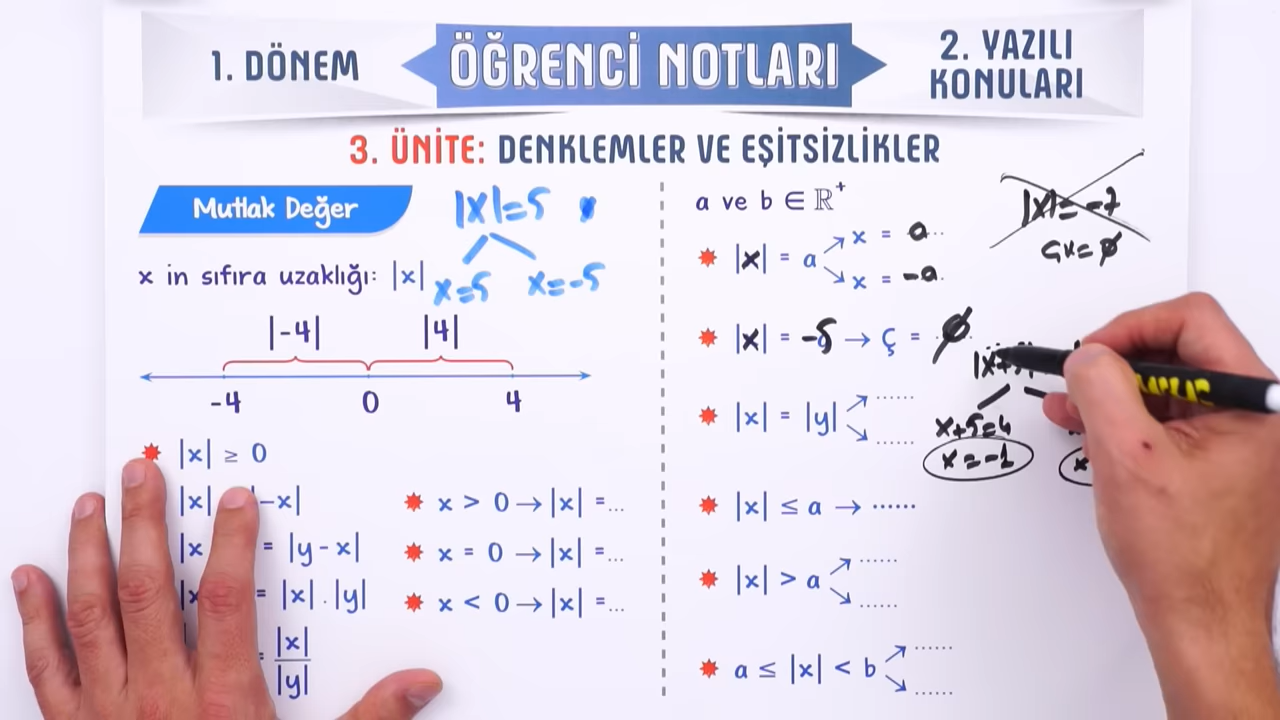 1. DÖNEM
ÖĞRENCİ NOTLARI
2. YAZILI
KONULARI
3. ÜNİTE: DENKLEMLER VE EŞİTSİZLİKLER
Mutlak Değer
|x|=5
x=5
x=-5
x in sıfıra uzaklığı: |x|
|-4|
|4|
-4
0
4
|x| ≥ 0
|x|
-x|
= |y-x|
= |x|.|y|
= |x|/|y|
x > 0 → |x| =...
x = 0 → |x| =...
x < 0 → |x| =...
a ve b ∈ ℝ⁺
|x| = a
x = a
x = -a
|x| = -5 → Ç = ∅
|x| = |y| ...... ......
|x| ≤ a → ......
|x| > a ...... ......
a ≤ |x| < b ...... ......
|x|=-7
ÇK=∅
x+5=4
x=-1